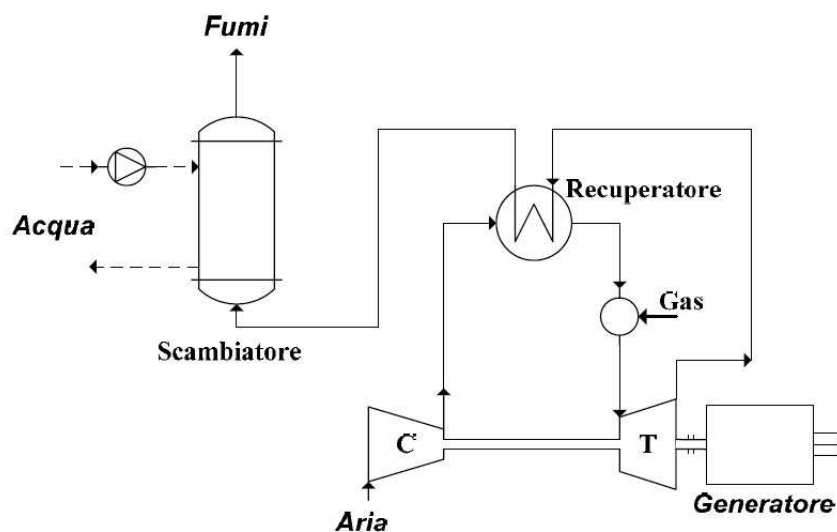 Fumi
Recuperatore
Acqua
Gas
Scambiatore
C
T
Generatore
Aria